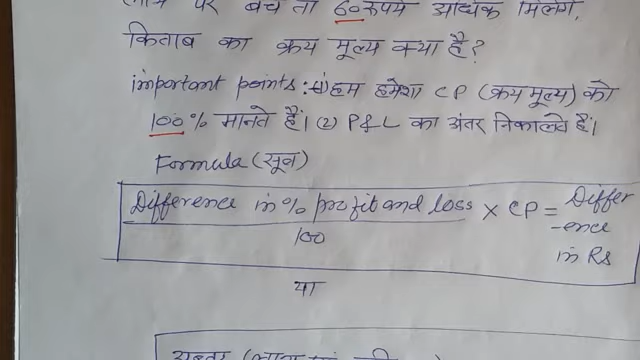 लाभ पर बेचे तो 60 रुपये अधिक मिलेंगे,
किताब का क्रय मूल्य क्या है?
important points:- (1) हम हमेशा CP (क्रय मूल्य) को
100% मानते हैं। (2) P&L का अंतर निकालते हैं।
Formula (सूत्र)
Difference in % profit and loss × CP = Differ
100
-ence
in Rs
या